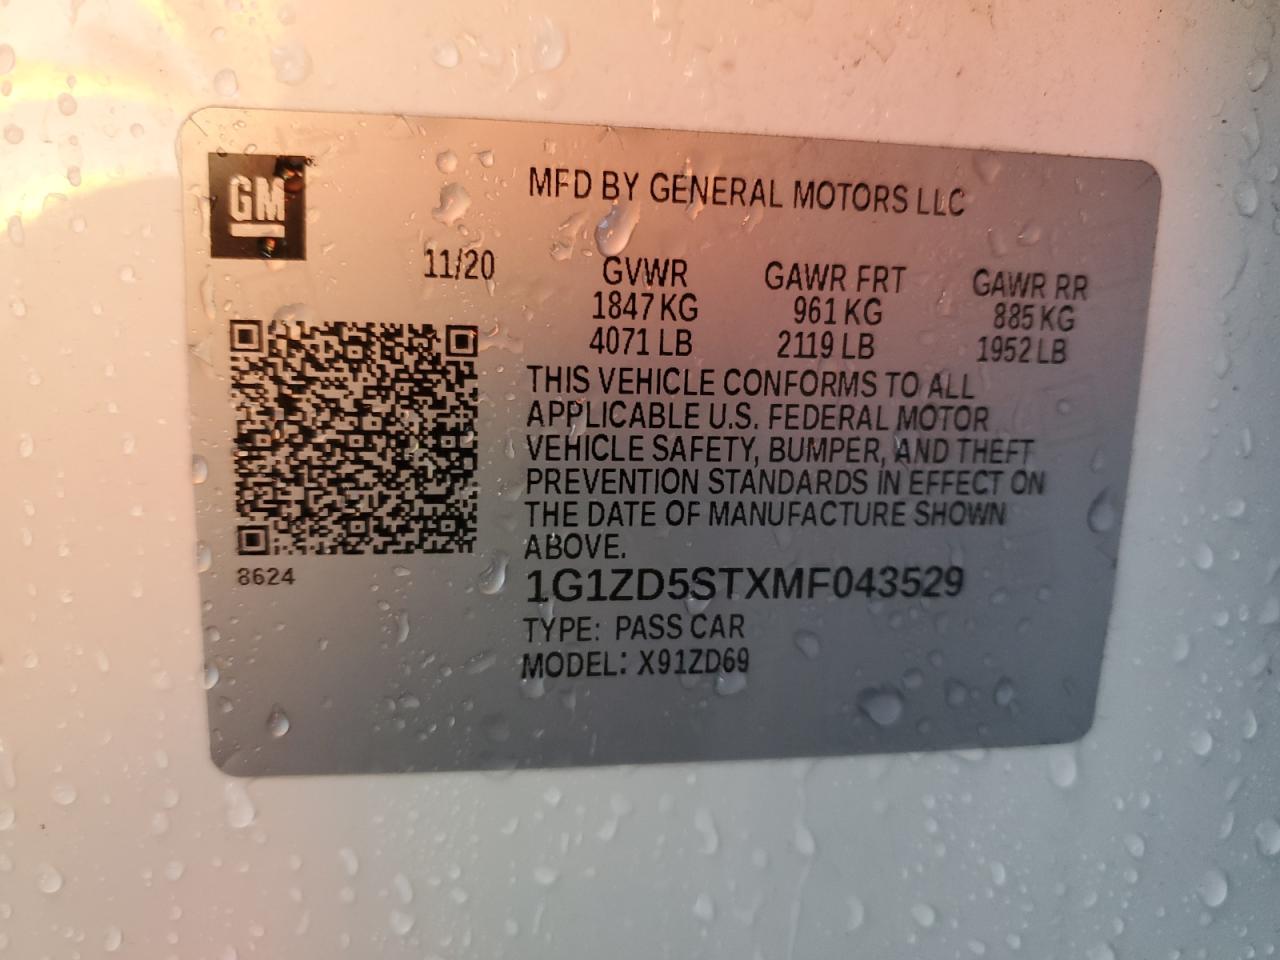 GM
MFD BY GENERAL MOTORS LLC
11/20
GVWR GAWR FRT GAWR RR
1847 KG 961 KG 885 KG
4071 LB 2119 LB 1952 LB
THIS VEHICLE CONFORMS TO ALL
APPLICABLE U.S. FEDERAL MOTOR
VEHICLE SAFETY, BUMPER, AND THEFT
PREVENTION STANDARDS IN EFFECT ON
THE DATE OF MANUFACTURE SHOWN
ABOVE.
8624
1G1ZD5STXMF043529
TYPE: PASS CAR
MODEL: X91ZD69